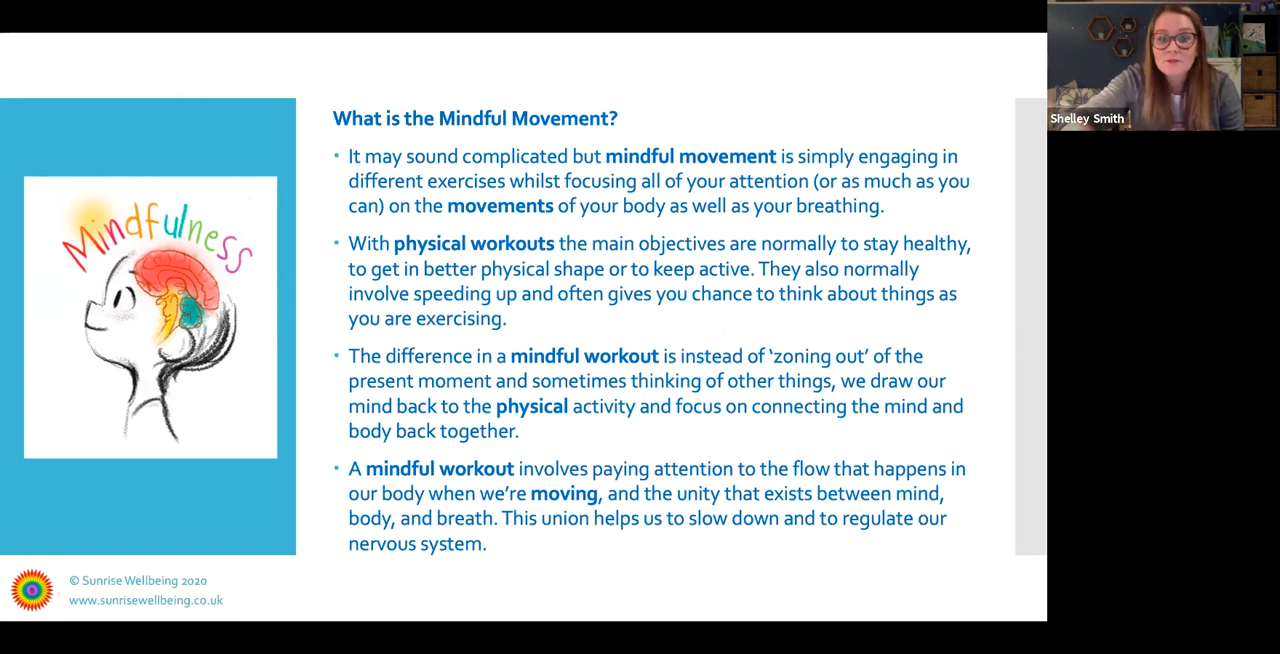 What is the Mindful Movement?
• It may sound complicated but mindful movement is simply engaging in
different exercises whilst focusing all of your attention (or as much as you
can) on the movements of your body as well as your breathing.
• With physical workouts the main objectives are normally to stay healthy,
to get in better physical shape or to keep active. They also normally
involve speeding up and often gives you chance to think about things as
you are exercising.
• The difference in a mindful workout is instead of ‘zoning out’ of the
present moment and sometimes thinking of other things, we draw our
mind back to the physical activity and focus on connecting the mind and
body back together.
• A mindful workout involves paying attention to the flow that happens in
our body when we’re moving, and the unity that exists between mind,
body, and breath. This union helps us to slow down and to regulate our
nervous system.
Mindfulness
© Sunrise Wellbeing 2020
www.sunrisewellbeing.co.uk
Shelley Smith